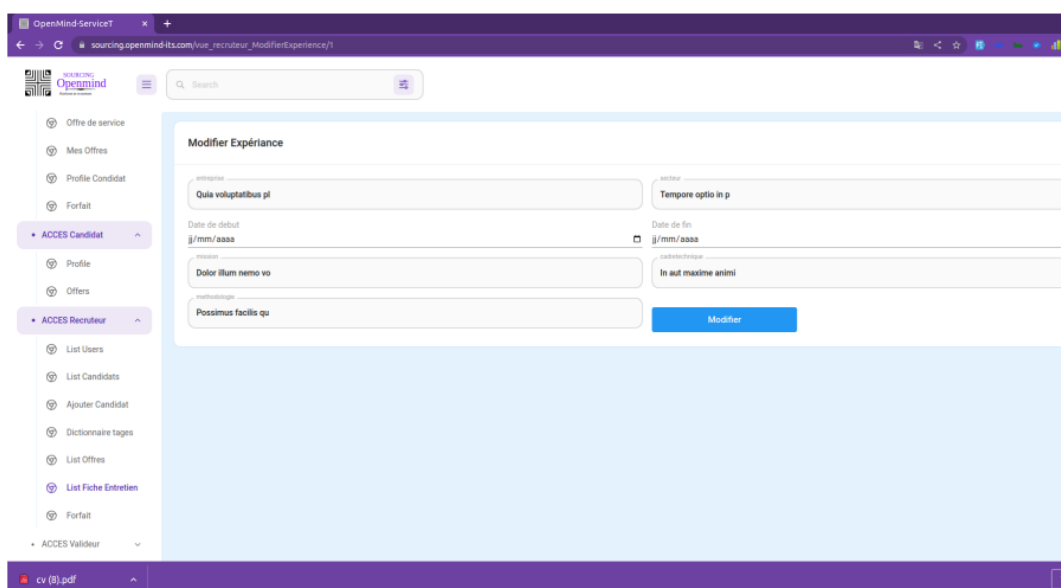 OpenMind-ServiceT × +
sourcing.openmind-its.com/vue_recruteur_ModifierExperience/1
SOURCING
Openmind
Search
Offre de service
Mes Offres
Profile Condidat
Forfait
ACCES Candidat
Profile
Offers
ACCES Recruteur
List Users
List Candidats
Ajouter Candidat
Dictionnaire tages
List Offres
List Fiche Entretien
Forfait
ACCES Valideur
Modifier Expériance
entreprise
Quia voluptatibus pl
secteur
Tempore optio in p
Date de debut
jj/mm/aaaa
Date de fin
jj/mm/aaaa
mission
Dolor illum nemo vo
cadretechnique
In aut maxime animi
methodologie
Possimus facilis qu
Modifier
cv (8).pdf